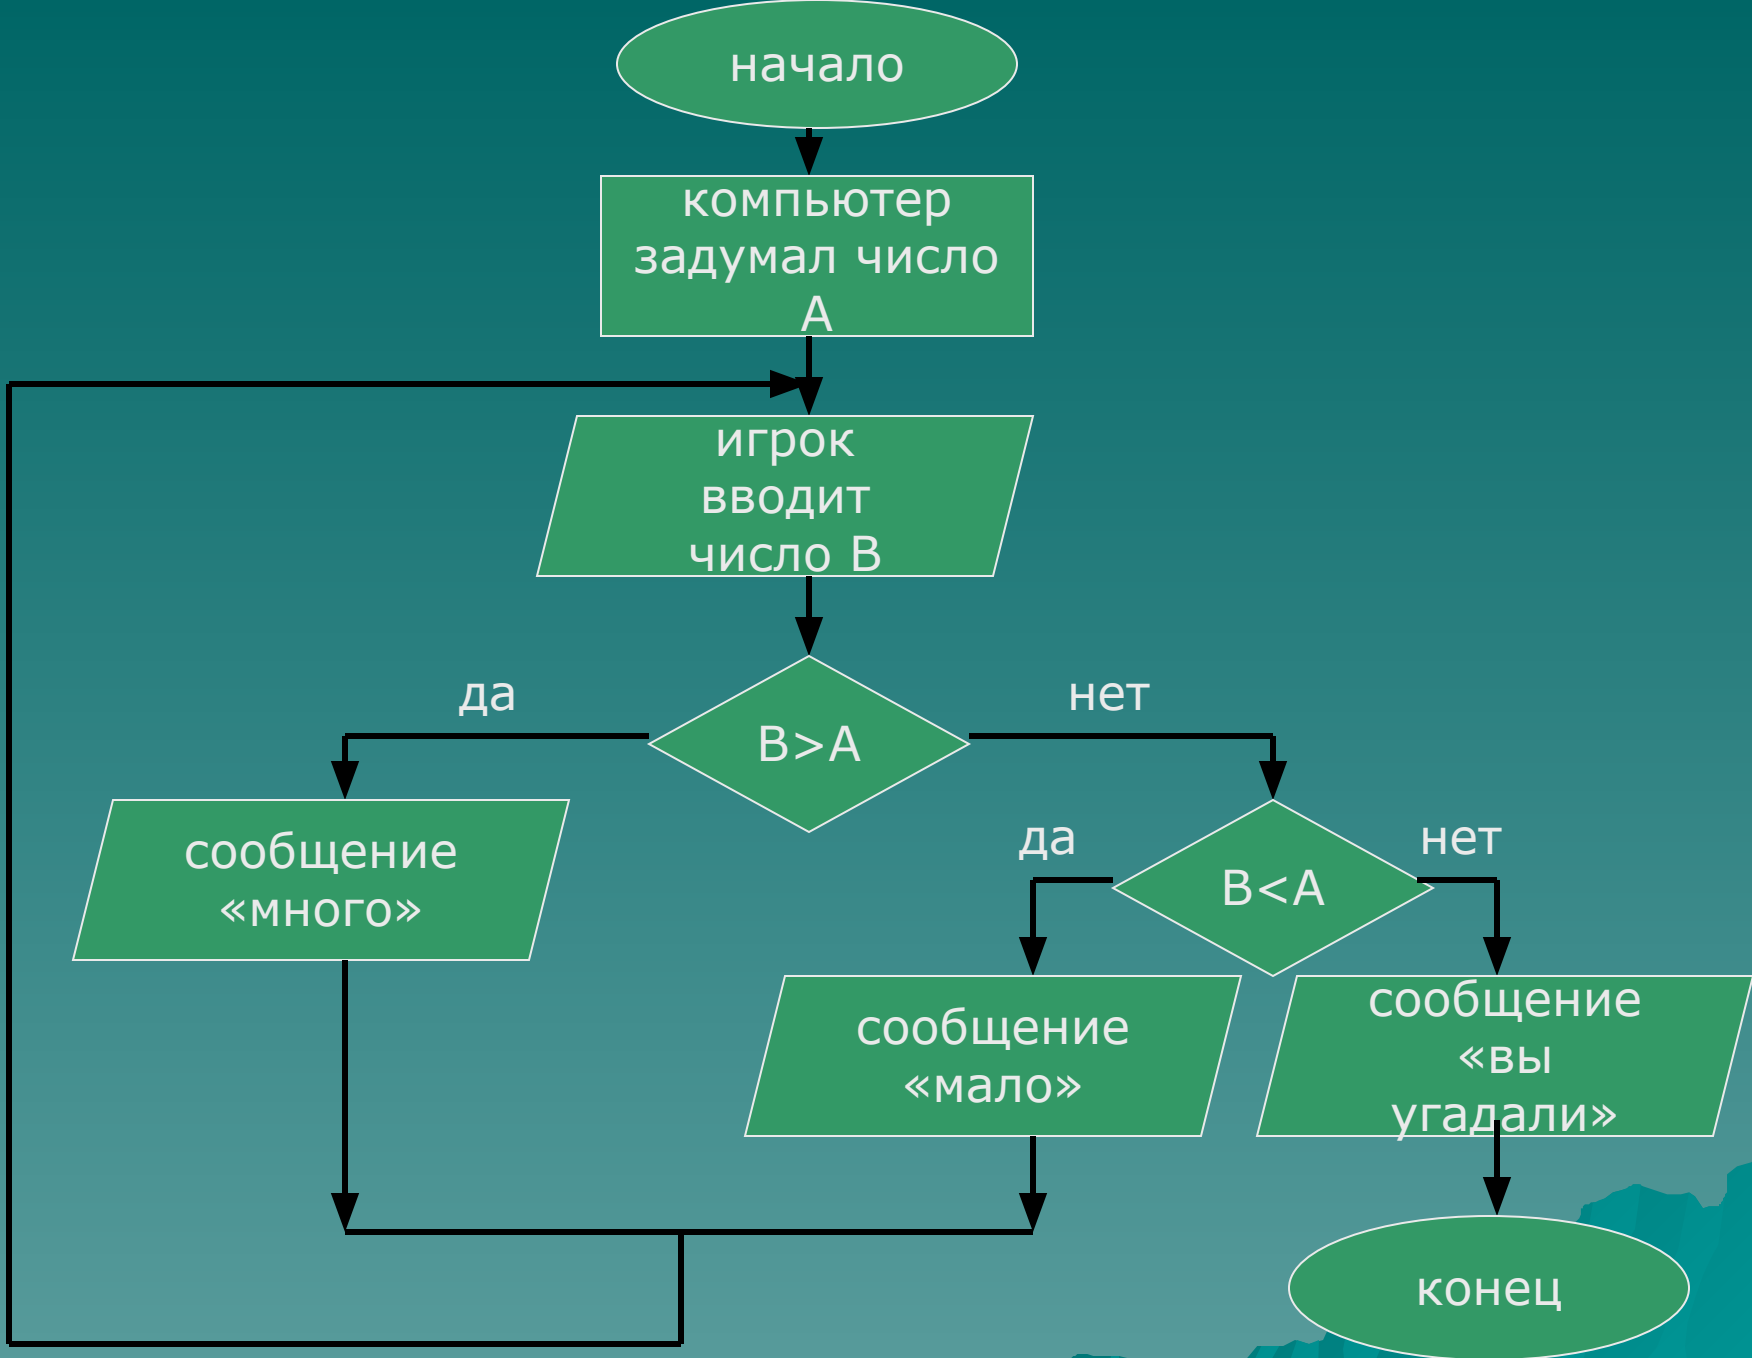 начало
компьютер
задумал число
А
игрок
вводит
число В
да
нет
В>А
сообщение
«много»
да
нет
В<А
сообщение
«мало»
сообщение
«вы
угадали»
конец